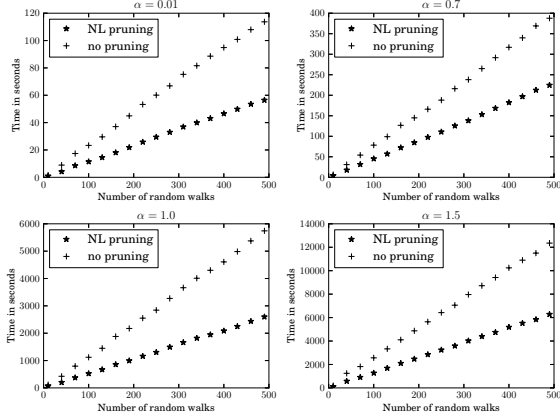 α = 0.01
120
100
80
60
40
20
0
Time in seconds
NL pruning
no pruning
0 100 200 300 400 500
Number of random walks
α = 0.7
400
350
300
250
200
150
100
50
0
Time in seconds
NL pruning
no pruning
0 100 200 300 400 500
Number of random walks
α = 1.0
6000
5000
4000
3000
2000
1000
0
Time in seconds
NL pruning
no pruning
0 100 200 300 400 500
Number of random walks
α = 1.5
14000
12000
10000
8000
6000
4000
2000
0
Time in seconds
NL pruning
no pruning
0 100 200 300 400 500
Number of random walks